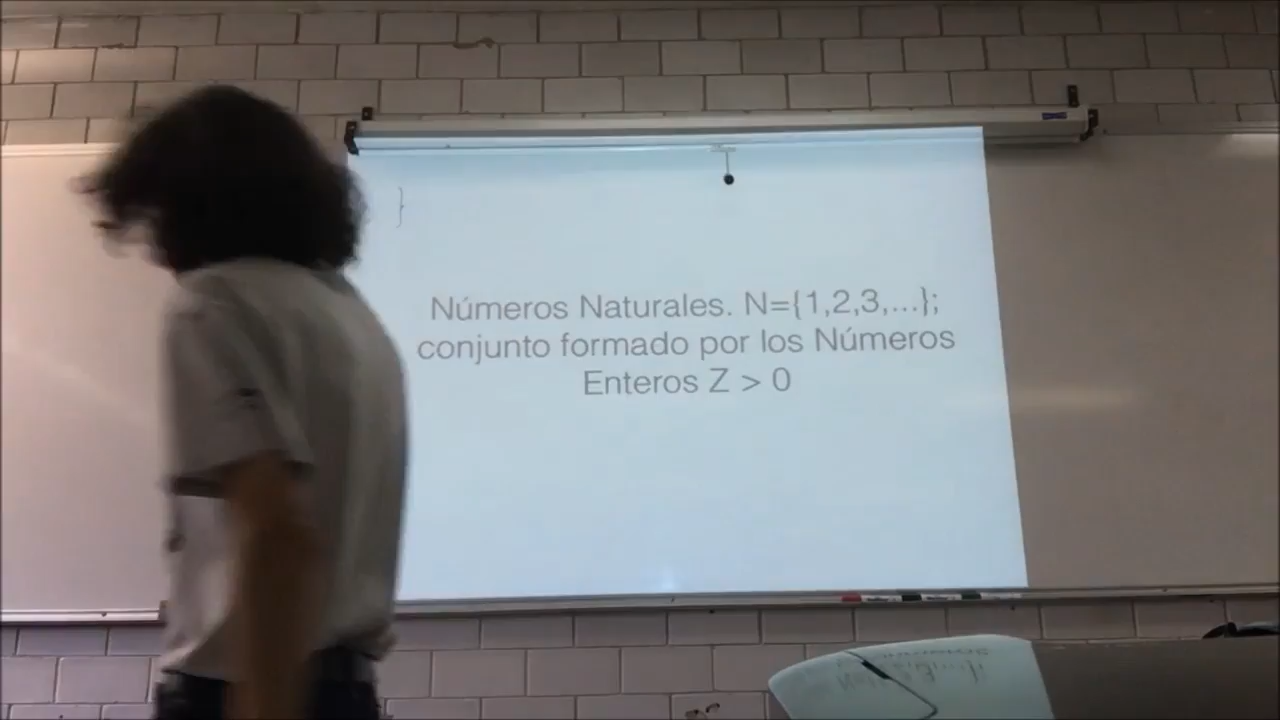 }
Números Naturales. N={1,2,3,...};
conjunto formado por los Números
Enteros Z > 0